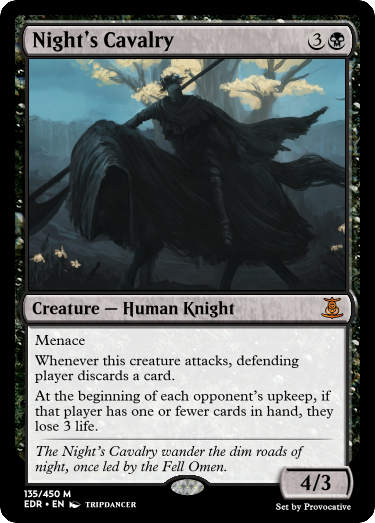 Night's Cavalry 3
Creature — Human Knight
Menace
Whenever this creature attacks, defending
player discards a card.
At the beginning of each opponent's upkeep, if
that player has one or fewer cards in hand, they
lose 3 life.
The Night's Cavalry wander the dim roads of
night, once led by the Fell Omen.
4/3
135/450 M
EDR • EN TRIPDANCER
Set by Provocative